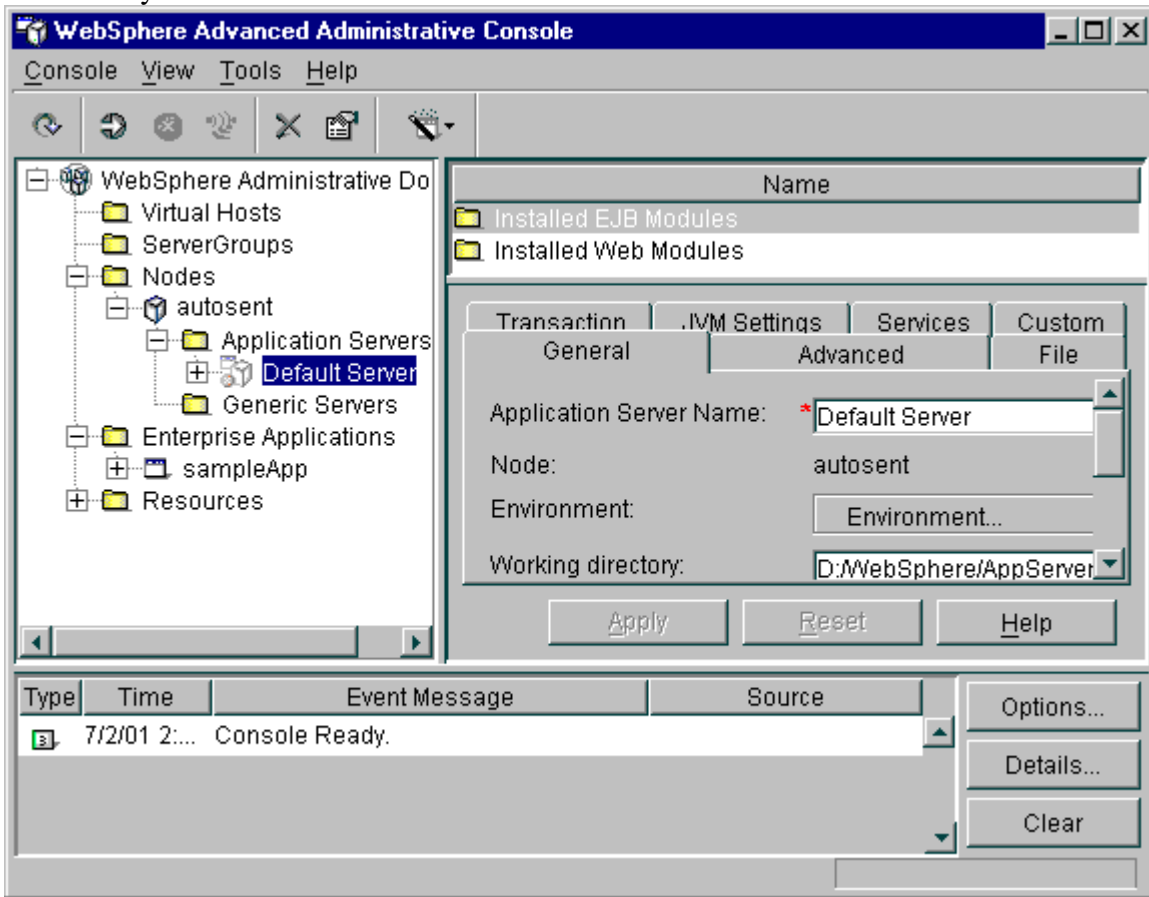 WebSphere Advanced Administrative Console
Console View Tools Help
WebSphere Administrative Do
Virtual Hosts
ServerGroups
Nodes
autosent
Application Servers
Default Server
Generic Servers
Enterprise Applications
sampleApp
Resources
Name
Installed EJB Modules
Installed Web Modules
Transaction JVM Settings Services Custom
General Advanced File
Application Server Name: *Default Server
Node: autosent
Environment: Environment...
Working directory: D:/WebSphere/AppServer
Apply Reset Help
Type Time Event Message Source
7/2/01 2:... Console Ready.
Options...
Details...
Clear